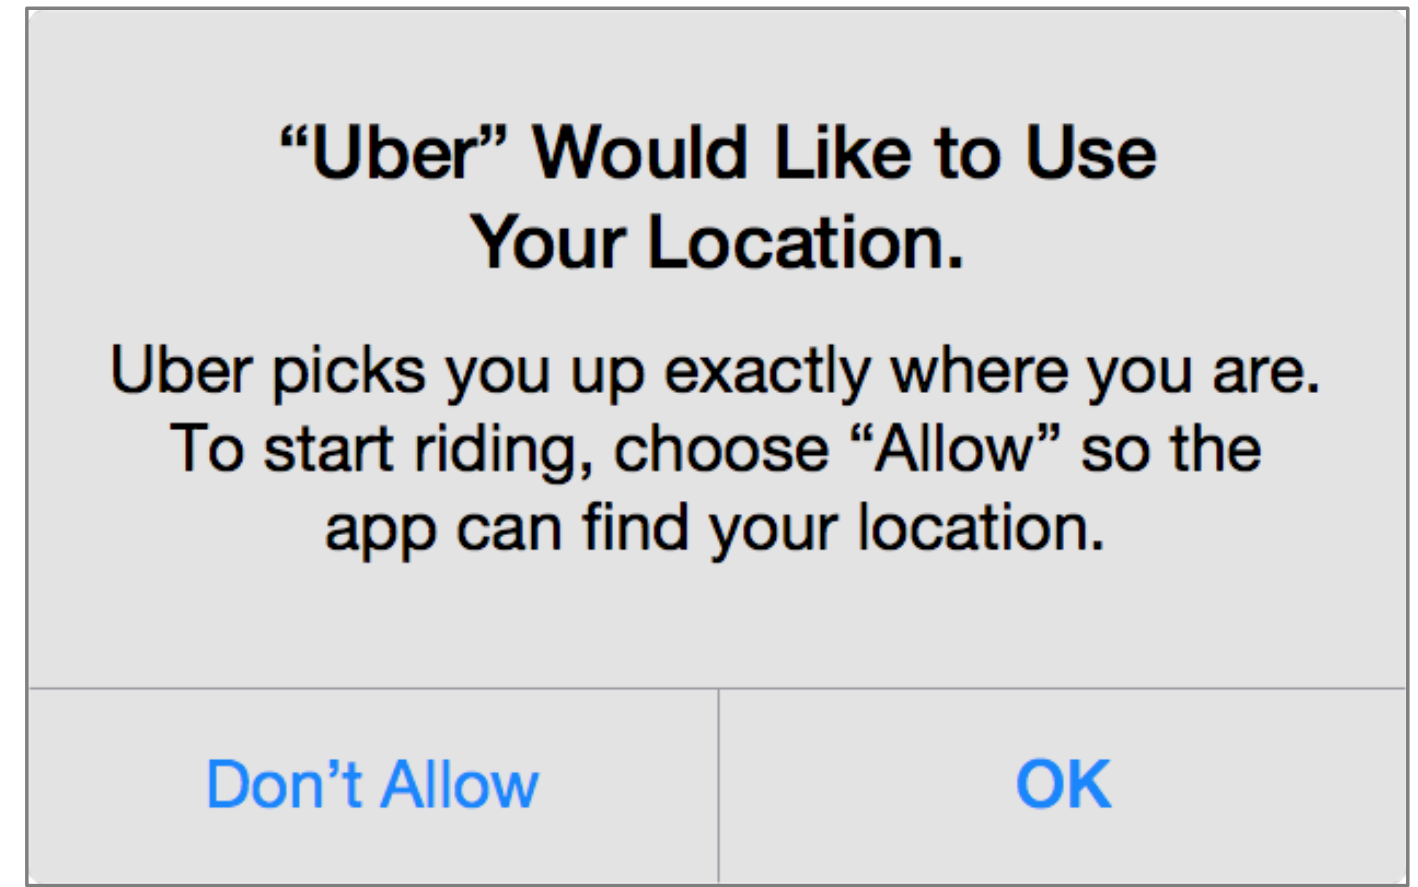 “Uber” Would Like to Use
Your Location.
Uber picks you up exactly where you are.
To start riding, choose “Allow” so the
app can find your location.
Don’t Allow
OK